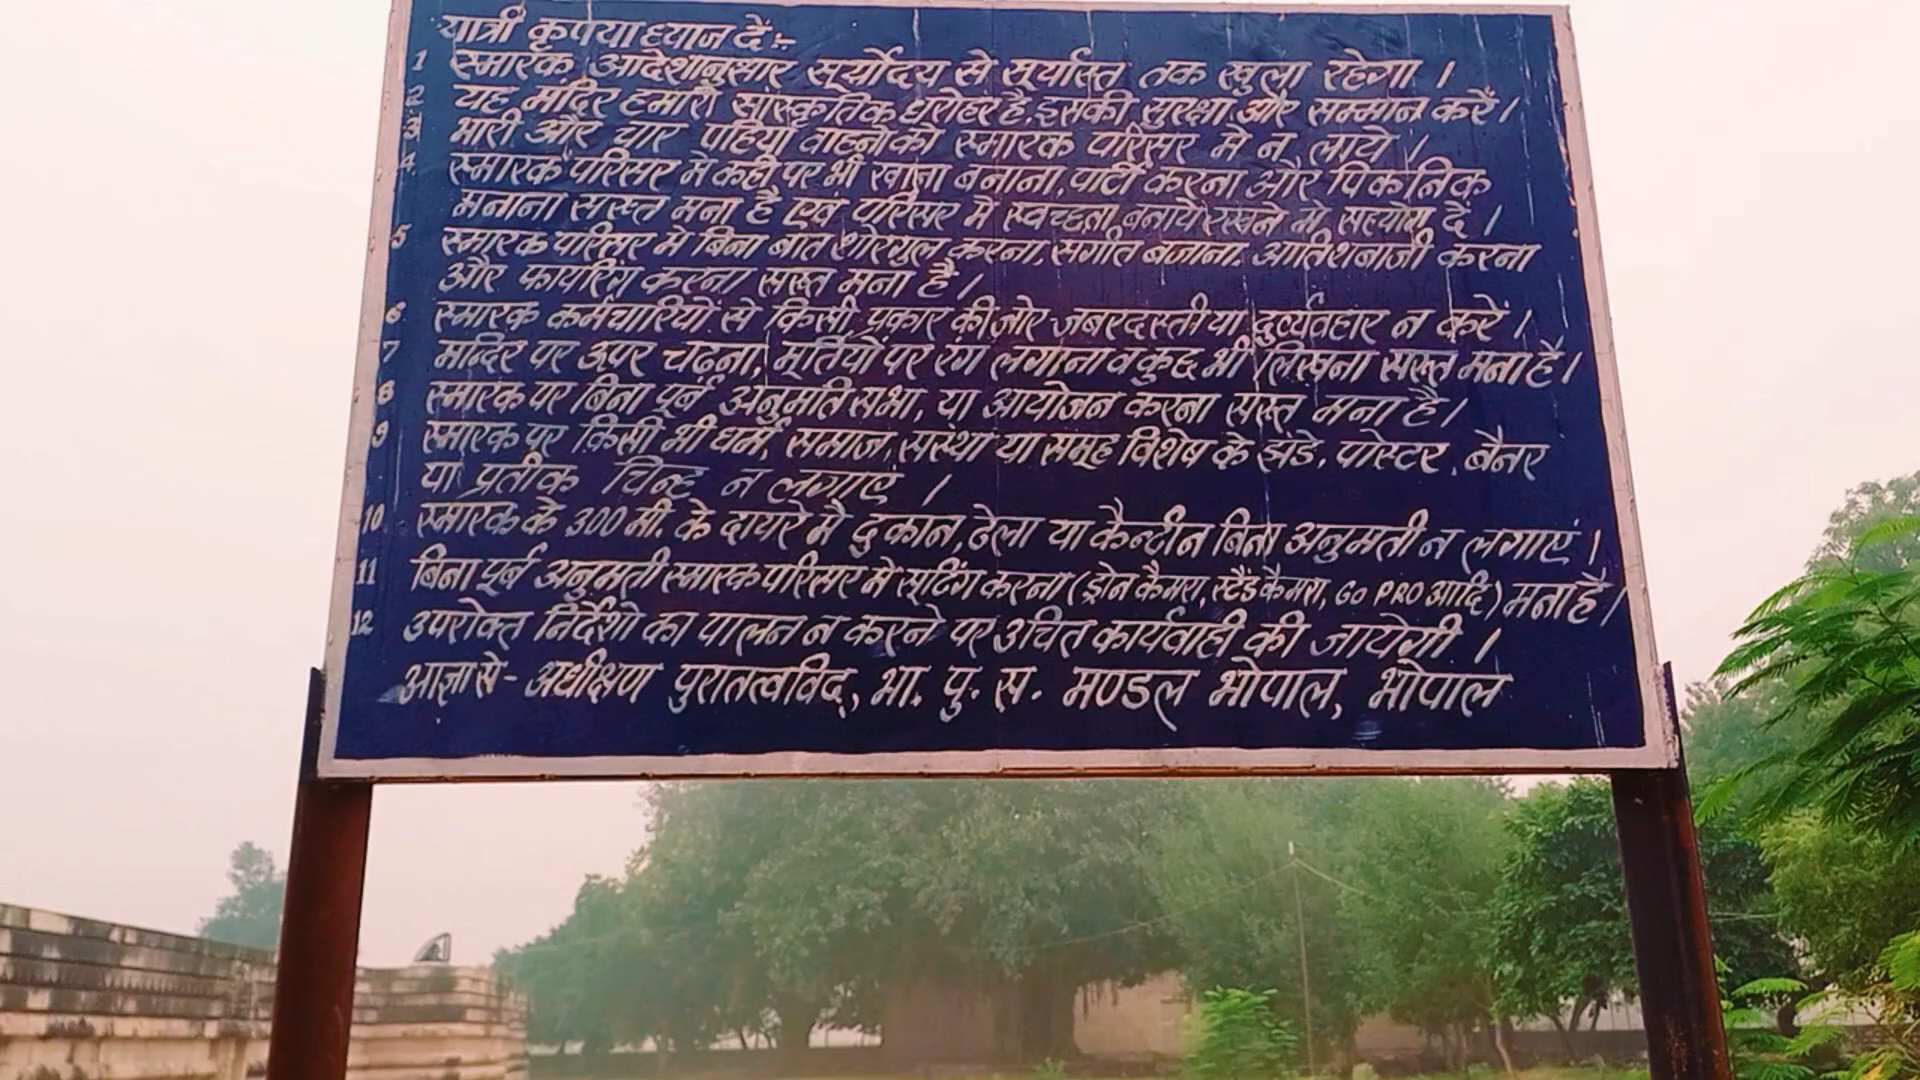 यात्री कृपया ध्यान दें:-
1 स्मारक आदेशानुसार सूर्योदय से सूर्यास्त तक खुला रहेगा ।
2 यह मंदिर हमारी सांस्कृतिक धरोहर है, इसकी सुरक्षा और सन्मान करें।
3 भारी और चार पहिया वाहनो को स्मारक परिसर में न लाये ।
4 स्मारक परिसर मे कही पर भी खाना बनाना, पार्टी करना और पिकनिक
मनाना सख्त मना है एवं परिसर में स्वच्छता बनाये रखने मे सहयोग दें ।
5 स्मारक परिसर मे बिना बात शोरगुल करना, संगीत बजाना, आतिशबाजी करना
और फायरिंग करना सख्त मना है ।
6 स्मारक कर्मचारियों से किसी प्रकार की जोर जबरदस्ती या दुर्व्यवहार न करें ।
7 मन्दिर पर ऊपर चढना, मूर्तियों पर रंग लगाना व कुछ भी लिखना सख्त मना है।
8 स्मारक पर बिना पूर्व अनुमति सभा, या आयोजन करना सख्त मना है।
9 स्मारक पर किसी भी धर्म, समाज, संस्था या समूह विशेष के झंडे, पोस्टर, बैनर
या प्रतीक चिन्ह न लगाएं ।
10 स्मारक के 300 मी. के दायरे में दुकान, ठेला या कैन्टीन बिना अनुमती न लगाएं ।
11 बिना पूर्व अनुमती स्मारक परिसर मे सूटिंग करना (ड्रोन कैमरा, स्टैंड कैमरा, GO PRO आदि) मना है।
12 उपरोक्त निर्देशो का पालन न करने पर उचित कार्यवाही की जायेगी ।
आज्ञा से - अधीक्षण पुरातत्वविद्, भा. पु. स. मण्डल भोपाल, भोपाल